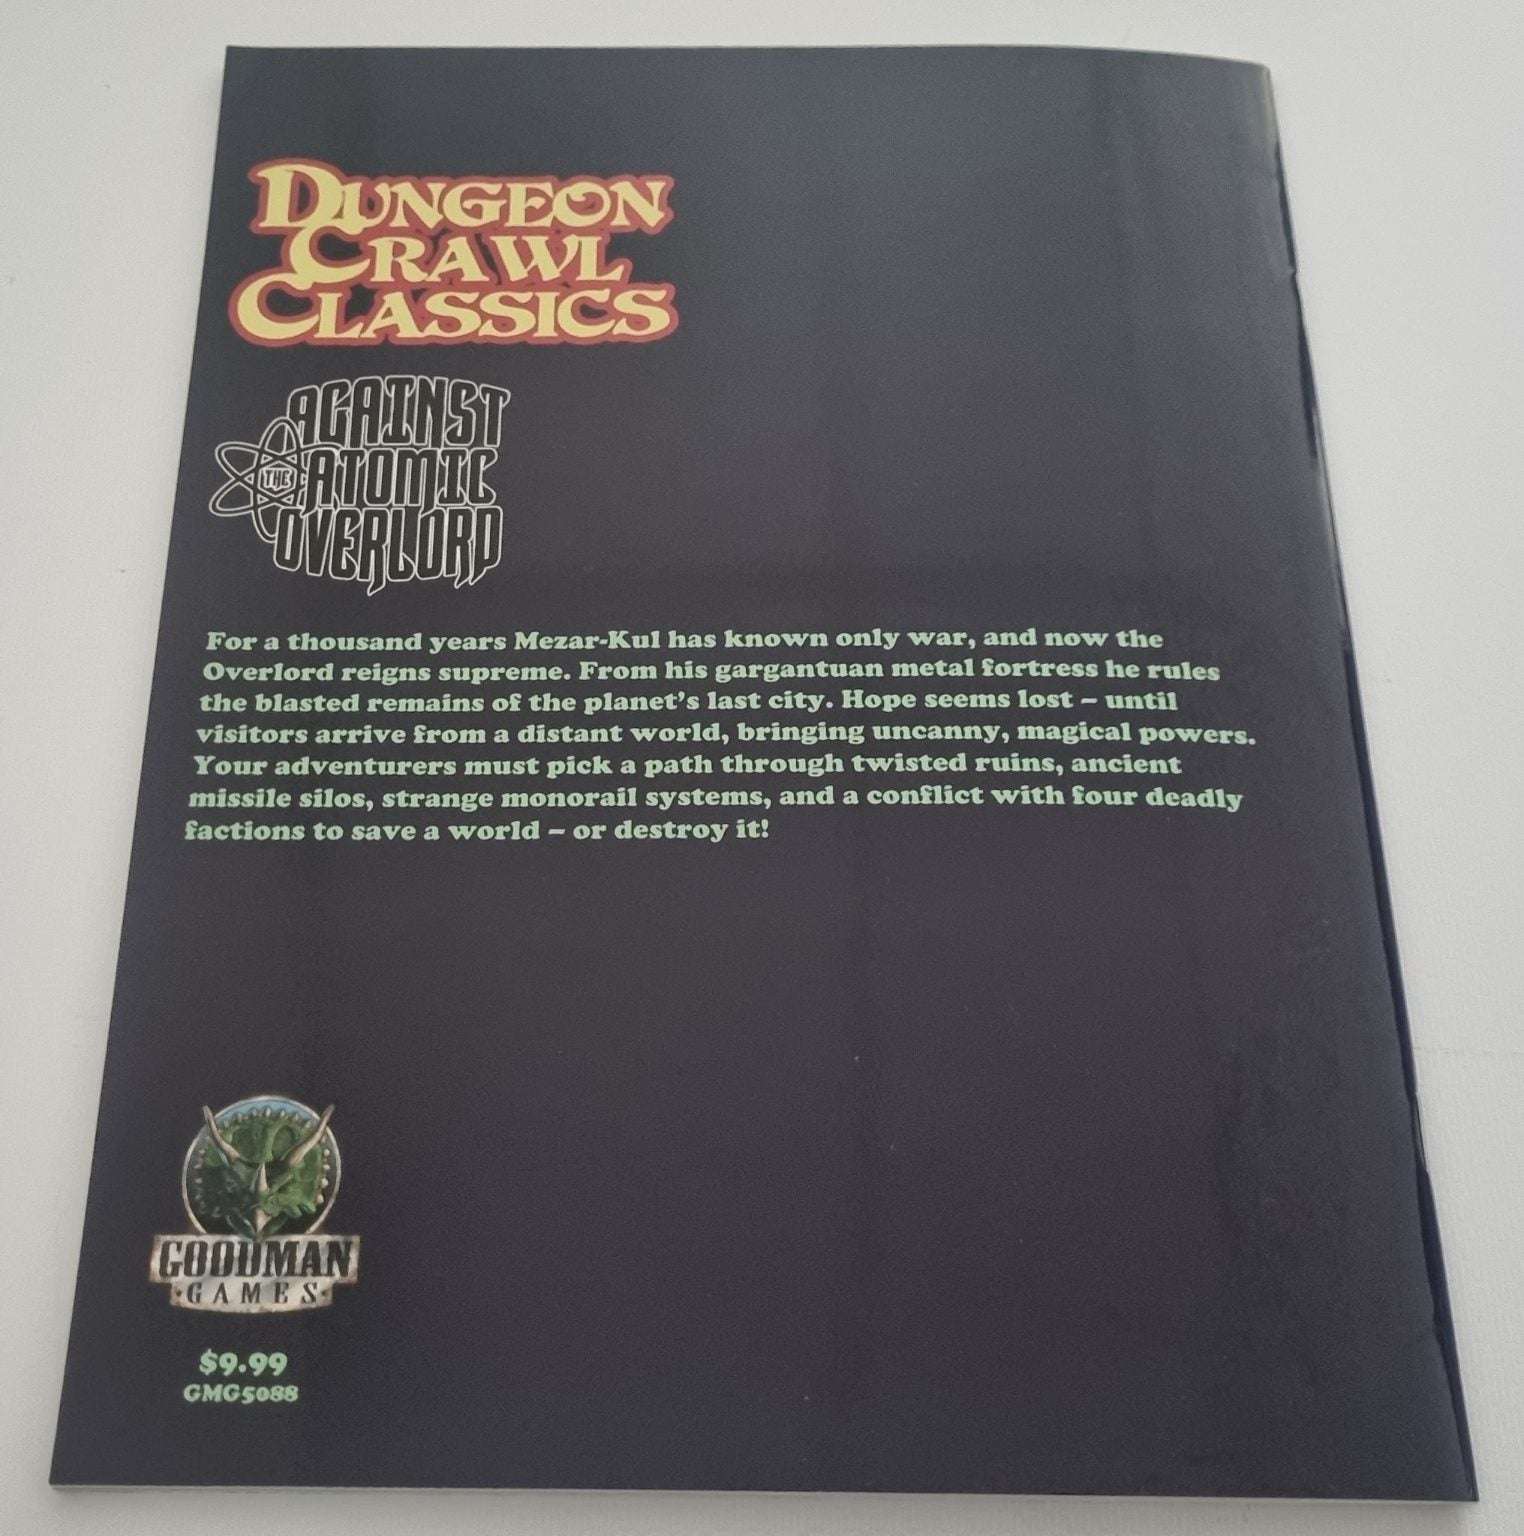 DUNGEON
CRAWL
CLASSICS
AGAINST
THE ATOMIC
OVERLORD
For a thousand years Mezar-Kul has known only war, and now the
Overlord reigns supreme. From his gargantuan metal fortress he rules
the blasted remains of the planet's last city. Hope seems lost – until
visitors arrive from a distant world, bringing uncanny, magical powers.
Your adventurers must pick a path through twisted ruins, ancient
missile silos, strange monorail systems, and a conflict with four deadly
factions to save a world – or destroy it!
GOODMAN
·GAMES·
$9.99
GMG5088